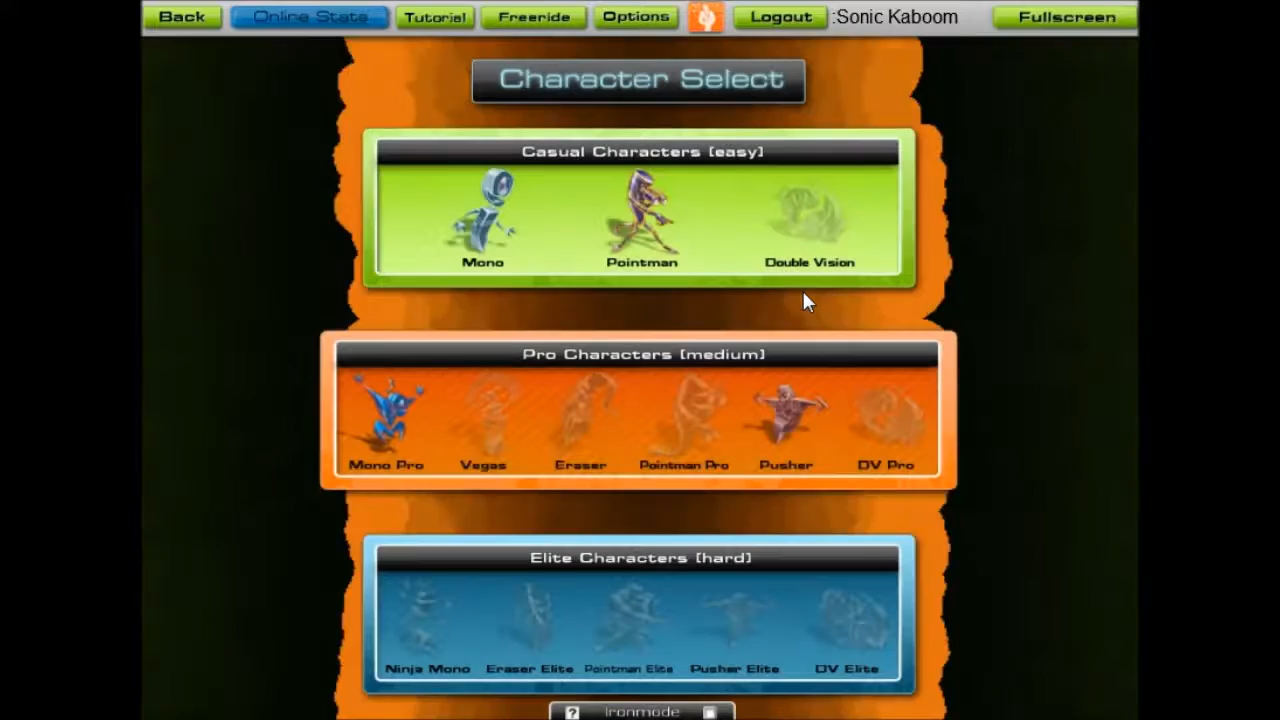 Back Online Stats Tutorial Freeride Options Logout :Sonic Kaboom Fullscreen
Character Select
Casual Characters [easy]
Mono Pointman Double Vision
Pro Characters [medium]
Mono Pro Vegas Eraser Pointman Pro Pusher DV Pro
Elite Characters [hard]
Ninja Mono Eraser Elite Pointman Elite Pusher Elite DV Elite
? Ironmode